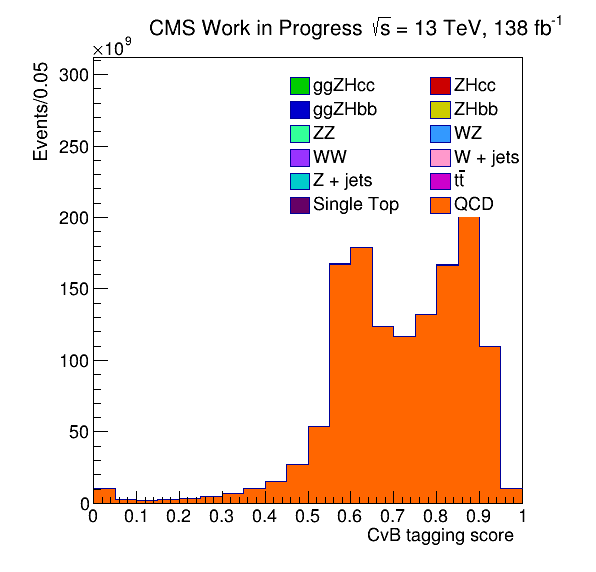 CMS Work in Progress √s = 13 TeV, 138 fb⁻¹
×10⁹
Events/0.05
300
250
200
150
100
50
0
ggZHcc ZHcc
ggZHbb ZHbb
ZZ WZ
WW W + jets
Z + jets tt̄
Single Top QCD
0 0.1 0.2 0.3 0.4 0.5 0.6 0.7 0.8 0.9 1
CvB tagging score